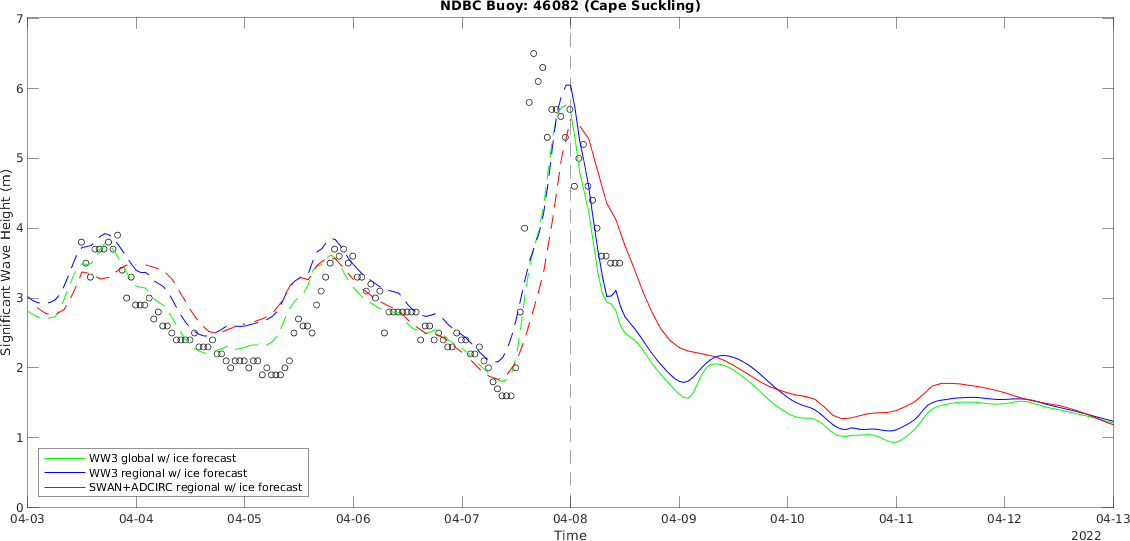 NDBC Buoy: 46082 (Cape Suckling)
7
6
5
4
3
2
1
0
Significant Wave Height (m)
WW3 global w/ ice forecast
WW3 regional w/ ice forecast
SWAN+ADCIRC regional w/ ice forecast
04-03 04-04 04-05 04-06 04-07 04-08 04-09 04-10 04-11 04-12 04-13
Time
2022